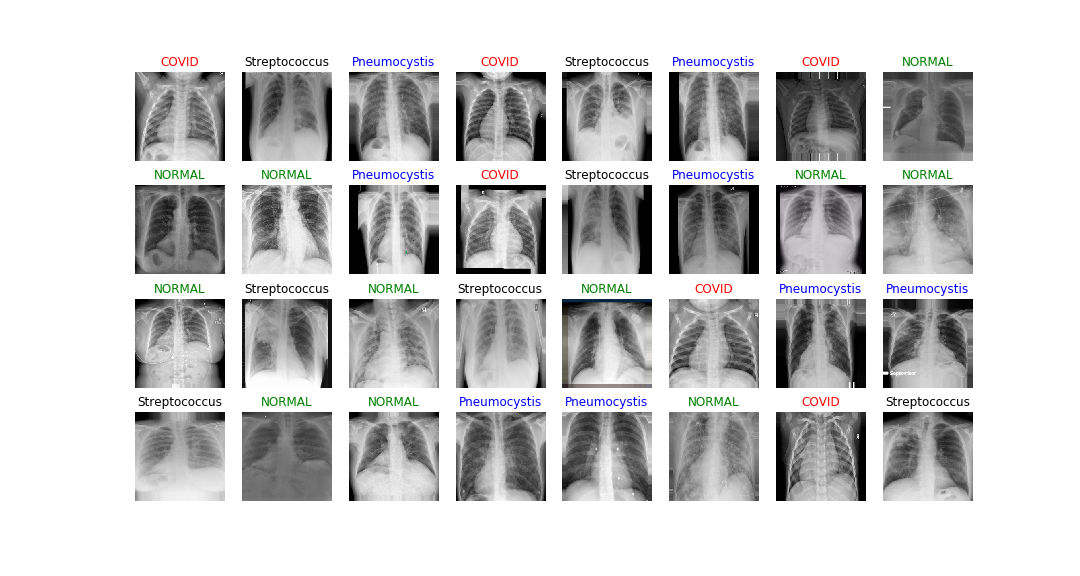 COVID Streptococcus Pneumocystis COVID Streptococcus Pneumocystis COVID NORMAL
NORMAL NORMAL Pneumocystis COVID Streptococcus Pneumocystis NORMAL NORMAL
NORMAL Streptococcus NORMAL Streptococcus NORMAL COVID Pneumocystis Pneumocystis
September
Streptococcus NORMAL NORMAL Pneumocystis Pneumocystis NORMAL COVID Streptococcus